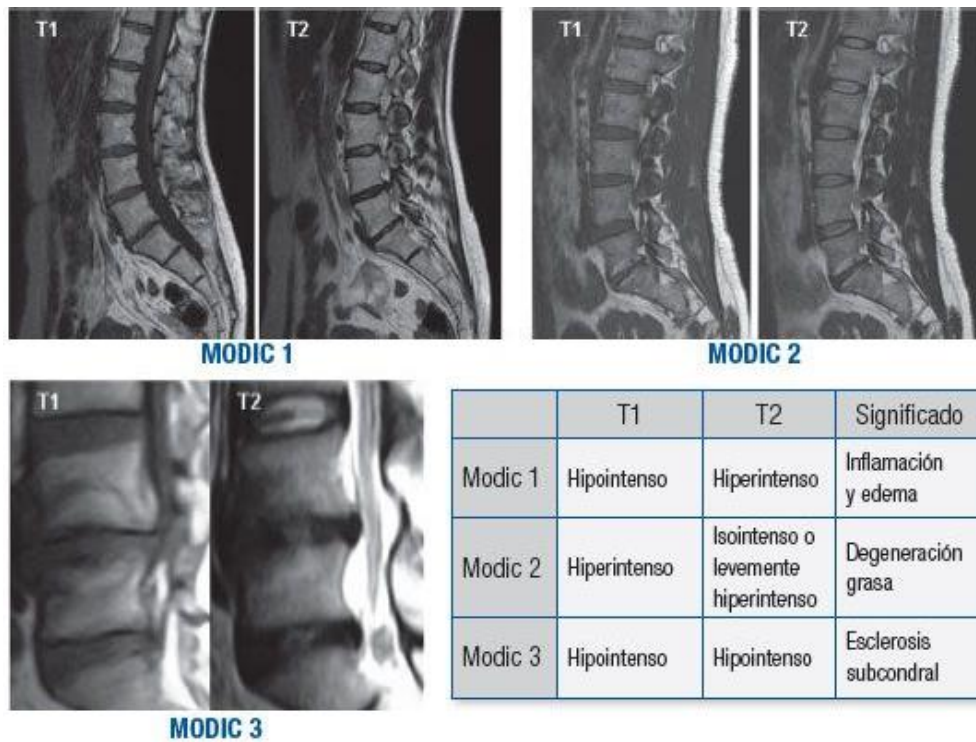 T1 T2 T1 T2
MODIC 1 MODIC 2
T1 T2
MODIC 3
T1 T2 Significado
Modic 1 Hipointenso Hiperintenso Inflamación
y edema
Modic 2 Hiperintenso Isointenso o
levemente
hiperintenso Degeneración
grasa
Modic 3 Hipointenso Hipointenso Esclerosis
subcondral